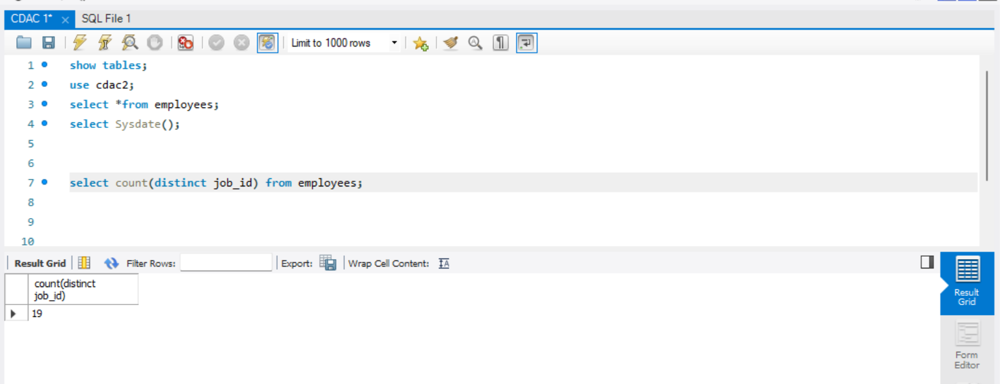 CDAC 1* × SQL File 1
Limit to 1000 rows
1 show tables;
2 use cdac2;
3 select *from employees;
4 select Sysdate();
5
6
7 select count(distinct job_id) from employees;
8
9
10
Result Grid Filter Rows: Export: Wrap Cell Content: IA
count(distinct
job_id)
19
Result
Grid
Form
Editor